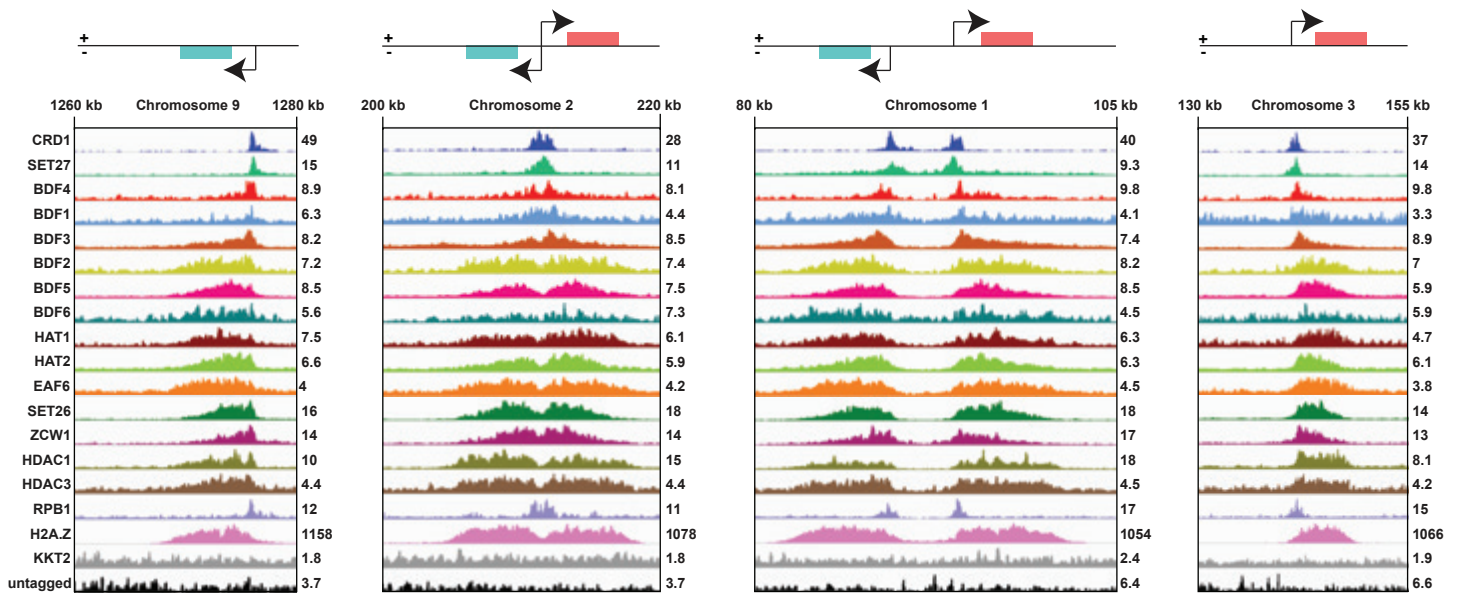 + + + +
- - - -
1260 kb Chromosome 9 1280 kb 200 kb Chromosome 2 220 kb 80 kb Chromosome 1 105 kb 130 kb Chromosome 3 155 kb
CRD1 49 28 40 37
SET27 15 11 9.3 14
BDF4 8.9 8.1 9.8 9.8
BDF1 6.3 4.4 4.1 3.3
BDF3 8.2 8.5 7.4 8.9
BDF2 7.2 7.4 8.2 7
BDF5 8.5 7.5 8.5 5.9
BDF6 5.6 7.3 4.5 5.9
HAT1 7.5 6.1 6.3 4.7
HAT2 6.6 5.9 6.3 6.1
EAF6 4 4.2 4.5 3.8
SET26 16 18 18 14
ZCW1 14 14 17 13
HDAC1 10 15 18 8.1
HDAC3 4.4 4.4 4.5 4.2
RPB1 12 11 17 15
H2A.Z 1158 1078 1054 1066
KKT2 1.8 1.8 2.4 1.9
untagged 3.7 3.7 6.4 6.6